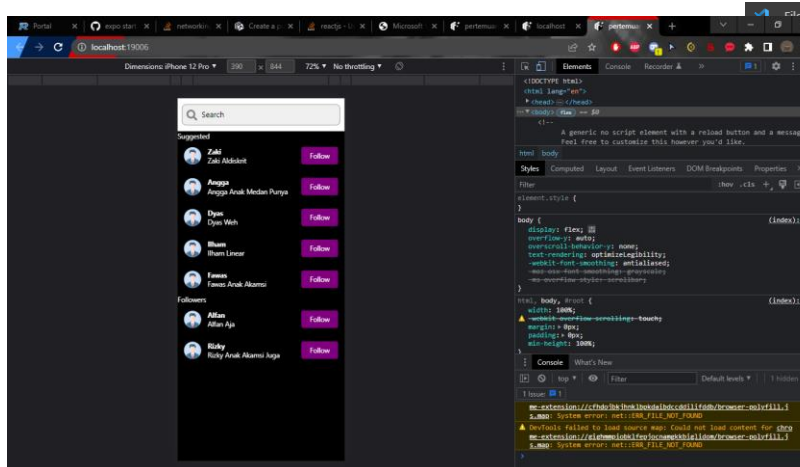 Portal
expo-start
networkin
Create a p
reactjs - U
Microsoft
pertemua
localhost
pertemua
File
localhost:19006
Dimensions: iPhone 12 Pro ▼ 390 × 844 72% ▼ No throttling ▼
Elements Console Recorder » 1
<!DOCTYPE html>
<html lang="en">
<head>…</head>
<body> flex == $0
<!--
A generic no script element with a reload button and a messag
Feel free to customize this however you'd like.
html body
Styles Computed Layout Event Listeners DOM Breakpoints Properties
Filter :hov .cls +
element.style {
}
body { (index):
display: flex;
overflow-y: auto;
overscroll-behavior-y: none;
text-rendering: optimizeLegibility;
-webkit-font-smoothing: antialiased;
-moz-osx-font-smoothing: grayscale;
-ms-overflow-style: scrollbar;
}
html, body, #root { (index):
width: 100%;
-webkit-overflow-scrolling: touch;
margin: 0px;
padding: 0px;
min-height: 100%;
Console What's New
top ▼ Filter Default levels ▼ 1 hidden
1 Issue: 1
s.map: System error: net::ERR_FILE_NOT_FOUND
DevTools failed to load source map: Could not load content for chro
s.map: System error: net::ERR_FILE_NOT_FOUND
Search
Suggested
Zaki
Zaki Aldiskrit
Follow
Angga
Angga Anak Medan Punya
Follow
Dyas
Dyas Weh
Follow
Ilham
Ilham Linear
Follow
Fawas
Fawas Anak Akamsi
Follow
Followers
Alfan
Alfan Aja
Follow
Rizky
Rizky Anak Akamsi Juga
Follow